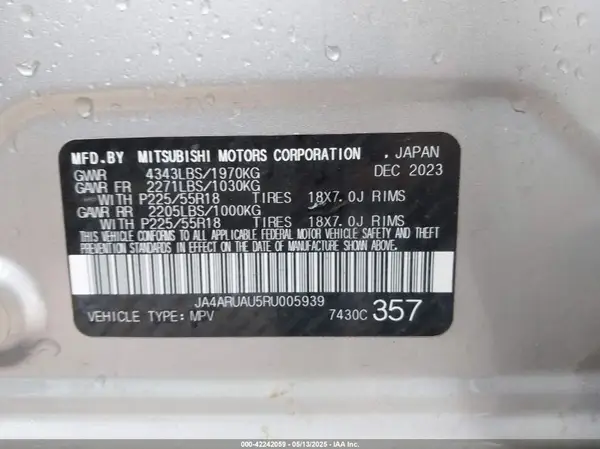 MFD.BY MITSUBISHI MOTORS CORPORATION , JAPAN
GVWR 4343LBS/1970KG DEC 2023
GAWR FR 2271LBS/1030KG
WITH P225/55R18 TIRES 18X7.0J RIMS
GAWR RR 2205LBS/1000KG
WITH P225/55R18 TIRES 18X7.0J RIMS
THIS VEHICLE CONFORMS TO ALL APPLICABLE FEDERAL MOTOR VEHICLE SAFETY AND THEFT
PREVENTION STANDARDS IN EFFECT ON THE DATE OF MANUFACTURE SHOWN ABOVE.
JA4ARUAU5RU005939
VEHICLE TYPE: MPV 7430C 357
000-42242059 - 05/13/2025 - IAA Inc.